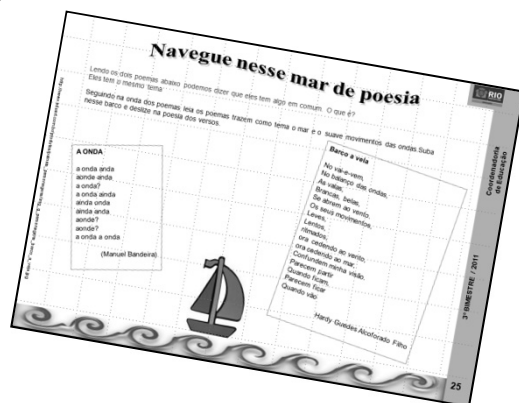 Navegue nesse mar de poesia
Lendo os dois poemas abaixo podemos dizer que eles tem algo em comum. O que é?
Eles tem o mesmo tema
Seguindo na onda dos poemas leia os poemas trazem como tema o mar e o suave movimentos das ondas.Suba
nesse barco e deslize na poesia dos versos.
A ONDA
a onda anda
aonde anda
a onda?
a onda ainda
ainda onda
ainda anda
aonde?
aonde?
a onda a onda
(Manuel Bandeira)
Barco a vela
No vai-e-vem,
No balanço das ondas,
As velas,
Brancas, belas,
Se abrem ao vento.
Os seus movimentos,
Leves,
Lentos,
ritmados,
ora cedendo ao vento,
ora cedendo ao mar,
Confundem minha visão.
Parecem partir
Quando ficam,
Parecem ficar
Quando vão
Hardy Guedes Alcoforado Filho
RIO
Coordenadoria
de Educação
3º BIMESTRE / 2011
25